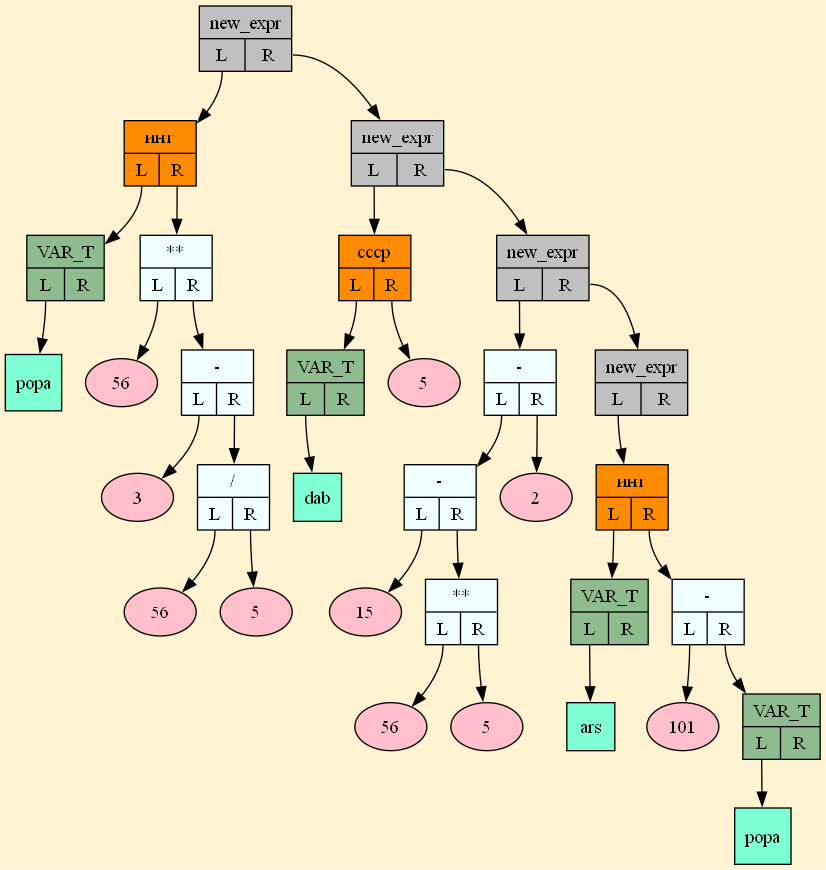 new_expr
L R
инт
L R
new_expr
L R
VAR_T
L R
**
L R
cccp
L R
new_expr
L R
popa
56
-
L R
VAR_T
L R
5
-
L R
new_expr
L R
3
/
L R
dab
-
L R
2
инт
L R
56
5
15
**
L R
VAR_T
L R
-
L R
56
5
ars
101
VAR_T
L R
popa